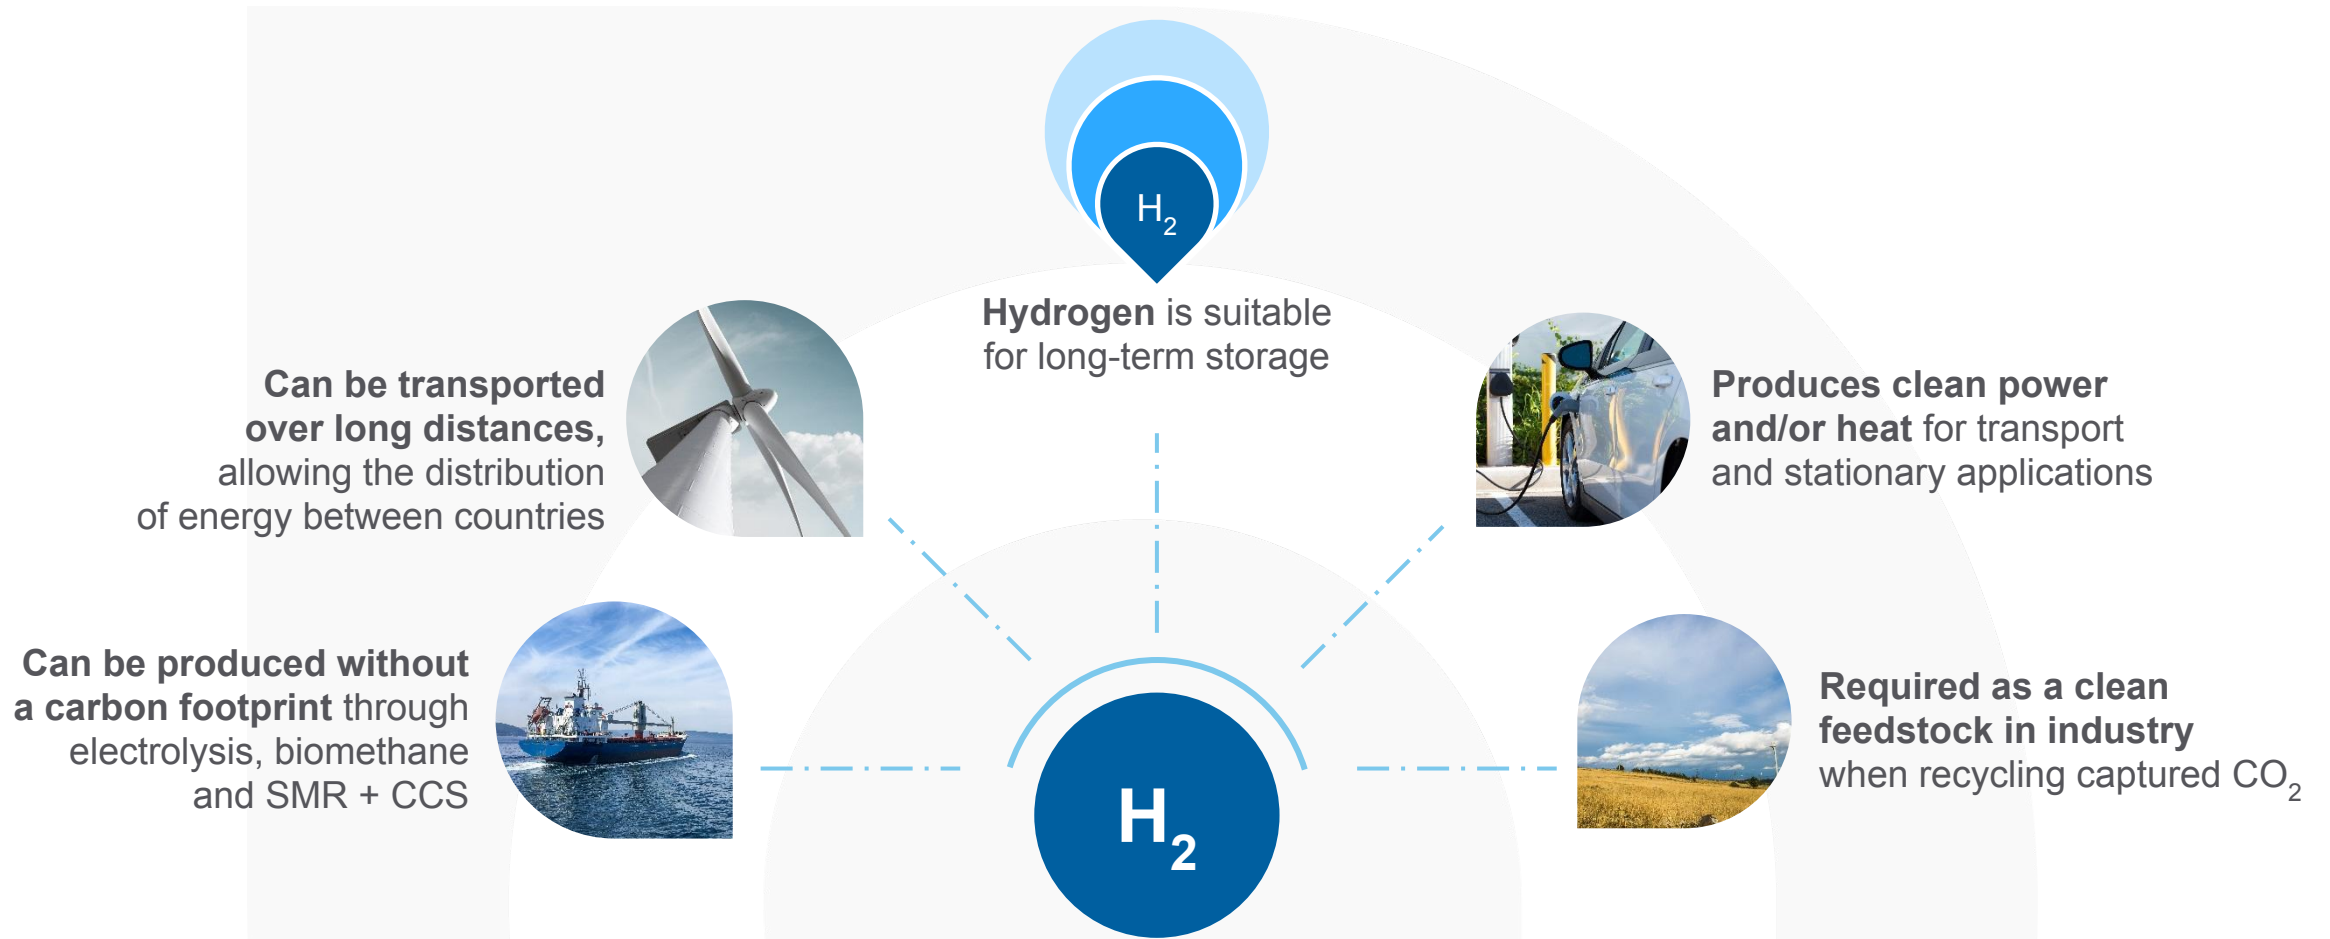 H2
Hydrogen is suitable
for long-term storage
Can be transported
over long distances,
allowing the distribution
of energy between countries
Produces clean power
and/or heat for transport
and stationary applications
Can be produced without
a carbon footprint through
electrolysis, biomethane
and SMR + CCS
Required as a clean
feedstock in industry
when recycling captured CO2
H2